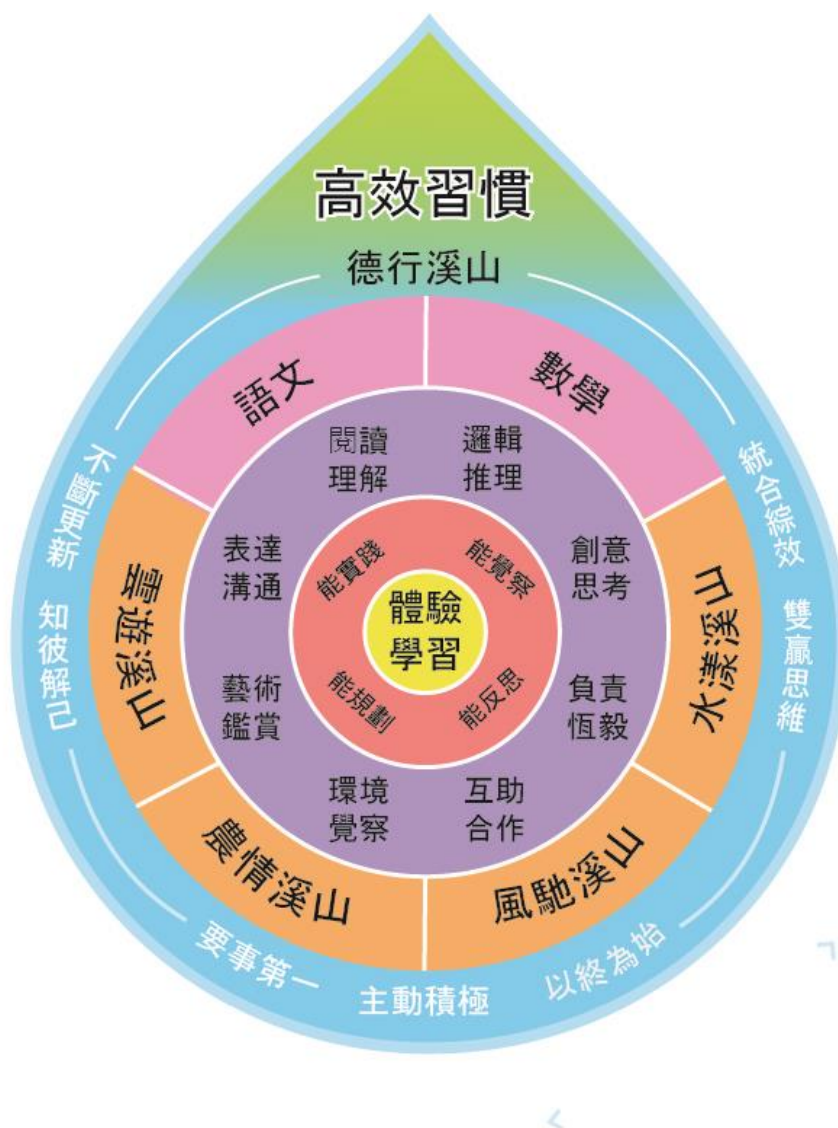 高效習慣
德行溪山
語文
數學
不斷更新
統合綜效
閱讀
理解
邏輯
推理
表達
溝通
能實踐
能覺察
創意
思考
雲遊溪山
體驗
學習
水漾溪山
知彼解己
雙贏思維
藝術
鑑賞
能規劃
能反思
負責
恆毅
環境
覺察
互助
合作
農情溪山
風馳溪山
要事第一
主動積極
以終為始